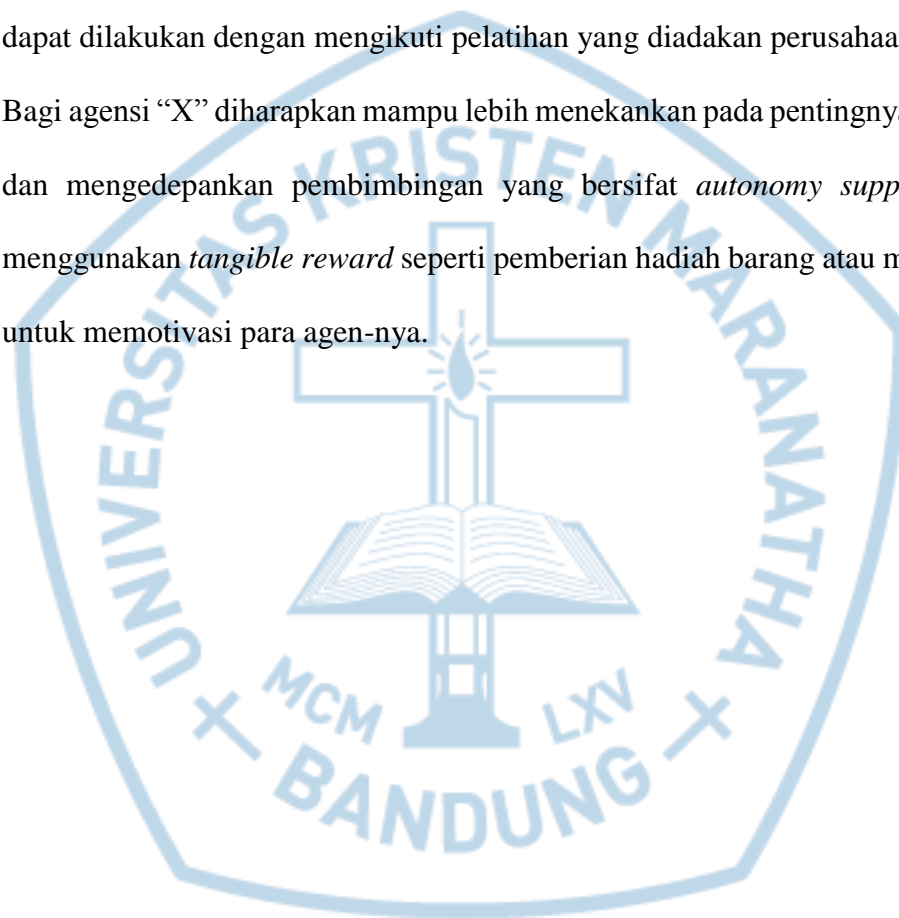 dapat dilakukan dengan mengikuti pelatihan yang diadakan
Bagi agensi “X” diharapkan mampu lebih menekankan pada
dan mengedepankan pembimbingan yang bersifat autonomy
menggunakan tangible reward seperti pemberian hadiah barang atau
untuk memotivasi para agen-nya.
UNIVERSITAS KRISTEN MARANATHA
MCM LXV
BANDUNG